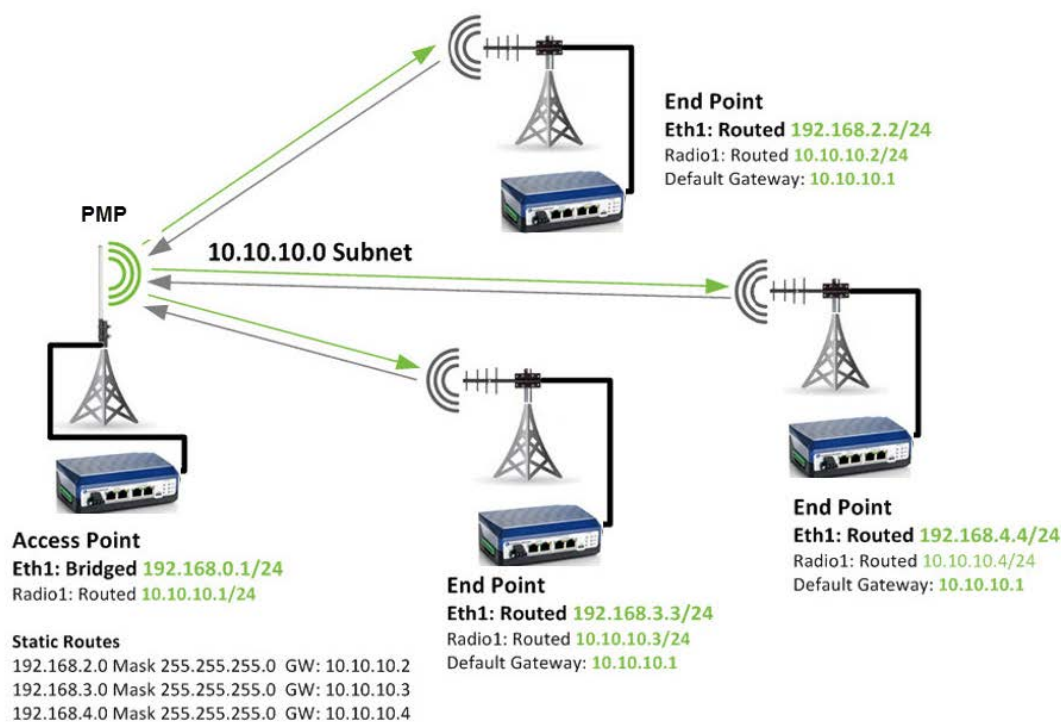 End Point
Eth1: Routed 192.168.2.2/24
Radio1: Routed 10.10.10.2/24
Default Gateway: 10.10.10.1
PMP
10.10.10.0 Subnet
Access Point
Eth1: Bridged 192.168.0.1/24
Radio1: Routed 10.10.10.1/24
Static Routes
192.168.2.0 Mask 255.255.255.0 GW: 10.10.10.2
192.168.3.0 Mask 255.255.255.0 GW: 10.10.10.3
192.168.4.0 Mask 255.255.255.0 GW: 10.10.10.4
End Point
Eth1: Routed 192.168.3.3/24
Radio1: Routed 10.10.10.3/24
Default Gateway: 10.10.10.1
End Point
Eth1: Routed 192.168.4.4/24
Radio1: Routed 10.10.10.4/24
Default Gateway: 10.10.10.1